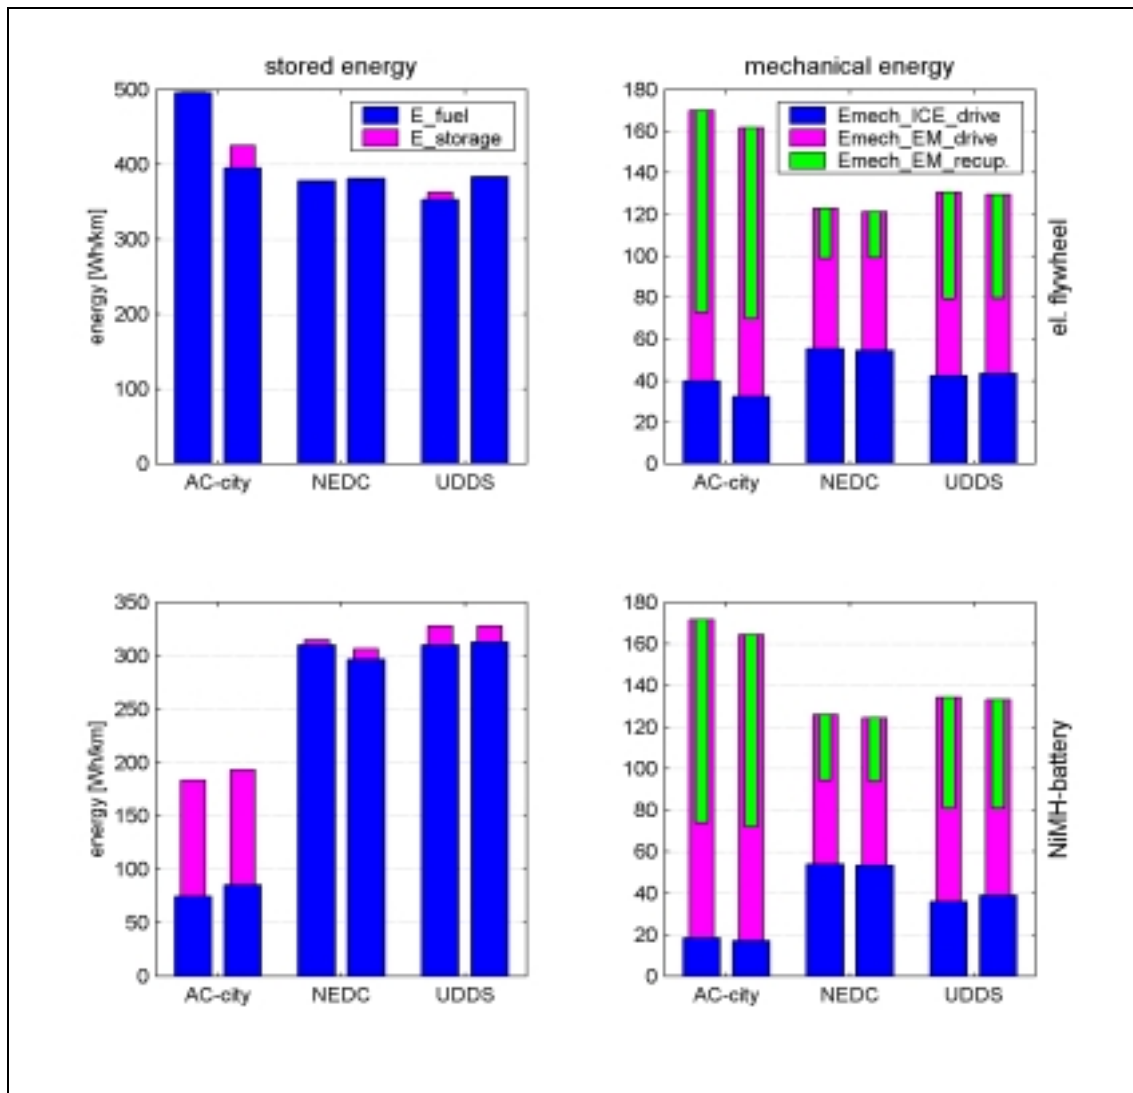 stored energy
500
400
300
200
100
0
energy [Wh/km]
E_fuel
E_storage
AC-city NEDC UDDS
mechanical energy
180
160
140
120
100
80
60
40
20
0
Emech_ICE_drive
Emech_EM_drive
Emech_EM_recup.
AC-city NEDC UDDS
el. flywheel
350
300
250
200
150
100
50
0
energy [Wh/km]
AC-city NEDC UDDS
180
160
140
120
100
80
60
40
20
0
AC-city NEDC UDDS
NiMH-battery